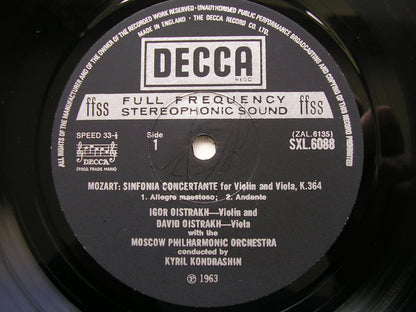 ALL RIGHTS OF THE MANUFACTURER AND OF THE OWNER OF THE RECORDED WORK RESERVED·UNAUTHORISED PUBLIC PERFORMANCE BROADCASTING AND COPYING OF THIS RECORD PROHIBITED
MADE IN ENGLAND · THE DECCA RECORD CO. LTD.
DECCA
REGD
ffss FULL FREQUENCY ffss
STEREOPHONIC SOUND
SPEED 33⅓ Side (ZAL.6135)
1 SXL.6088
DECCA
REGD. TRADE MARK
MOZART: SINFONIA CONCERTANTE for Violin and Viola, K.364
1. Allegro maestoso; 2. Andante
IGOR OISTRAKH—Violin and
DAVID OISTRAKH—Viola
with the
MOSCOW PHILHARMONIC ORCHESTRA
conducted by
KYRIL KONDRASHIN
℗ 1963